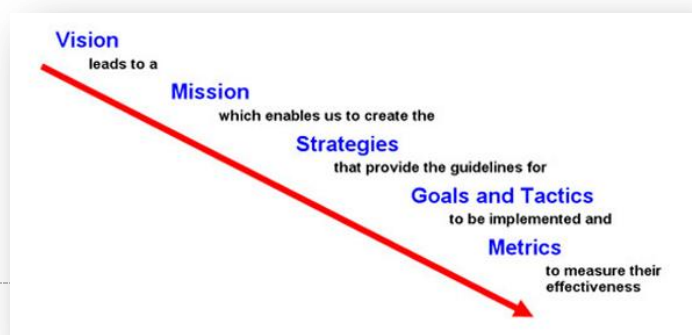 Vision
leads to a
Mission
which enables us to create the
Strategies
that provide the guidelines for
Goals and Tactics
to be implemented and
Metrics
to measure their
effectiveness